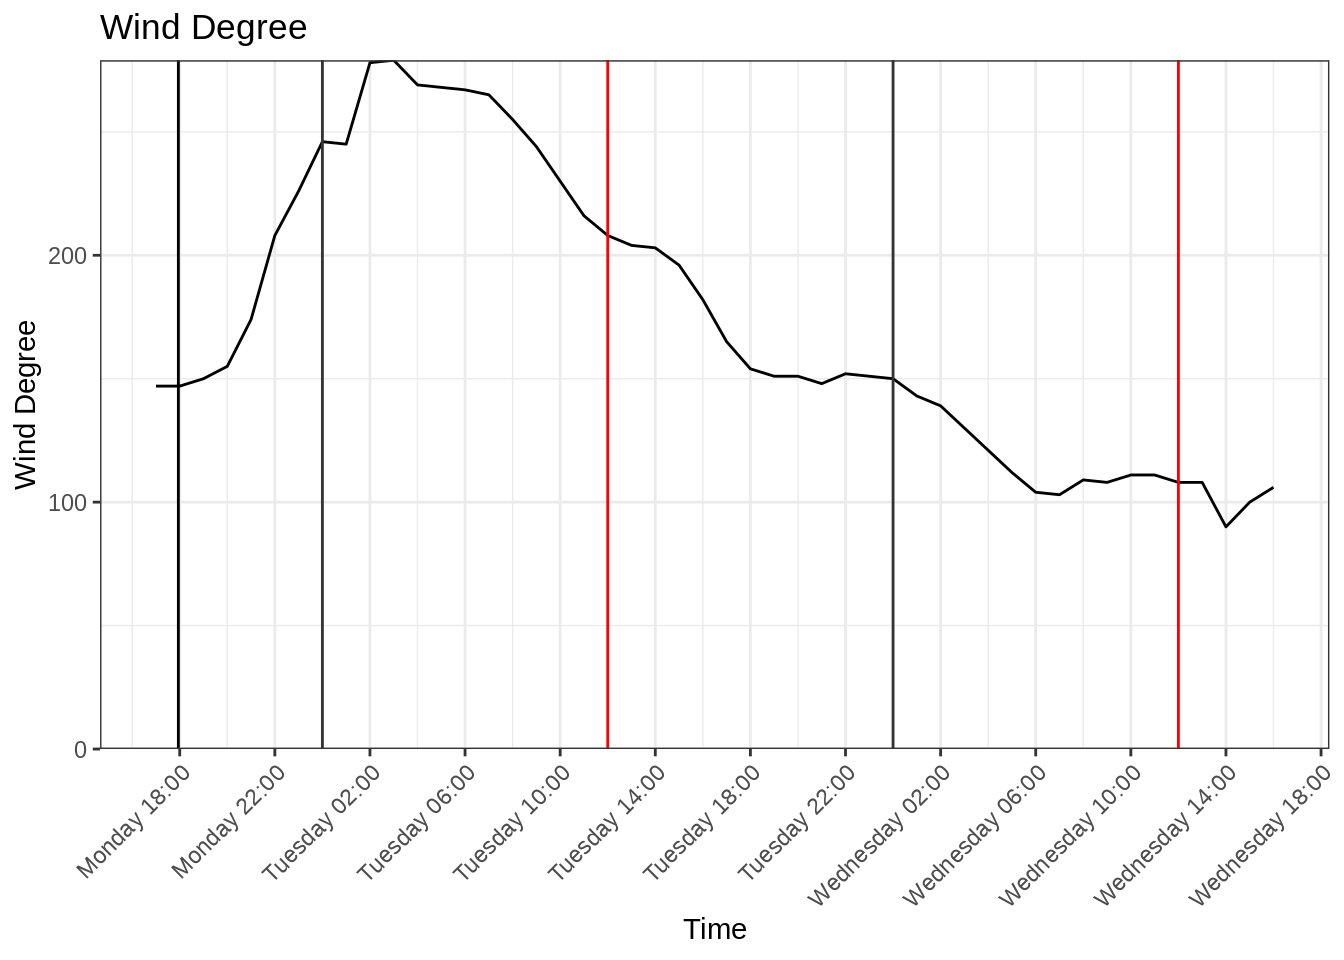 Wind Degree
Wind Degree
200
100
0
Monday 18:00
Monday 22:00
Tuesday 02:00
Tuesday 06:00
Tuesday 10:00
Tuesday 14:00
Tuesday 18:00
Tuesday 22:00
Wednesday 02:00
Wednesday 06:00
Wednesday 10:00
Wednesday 14:00
Wednesday 18:00
Time